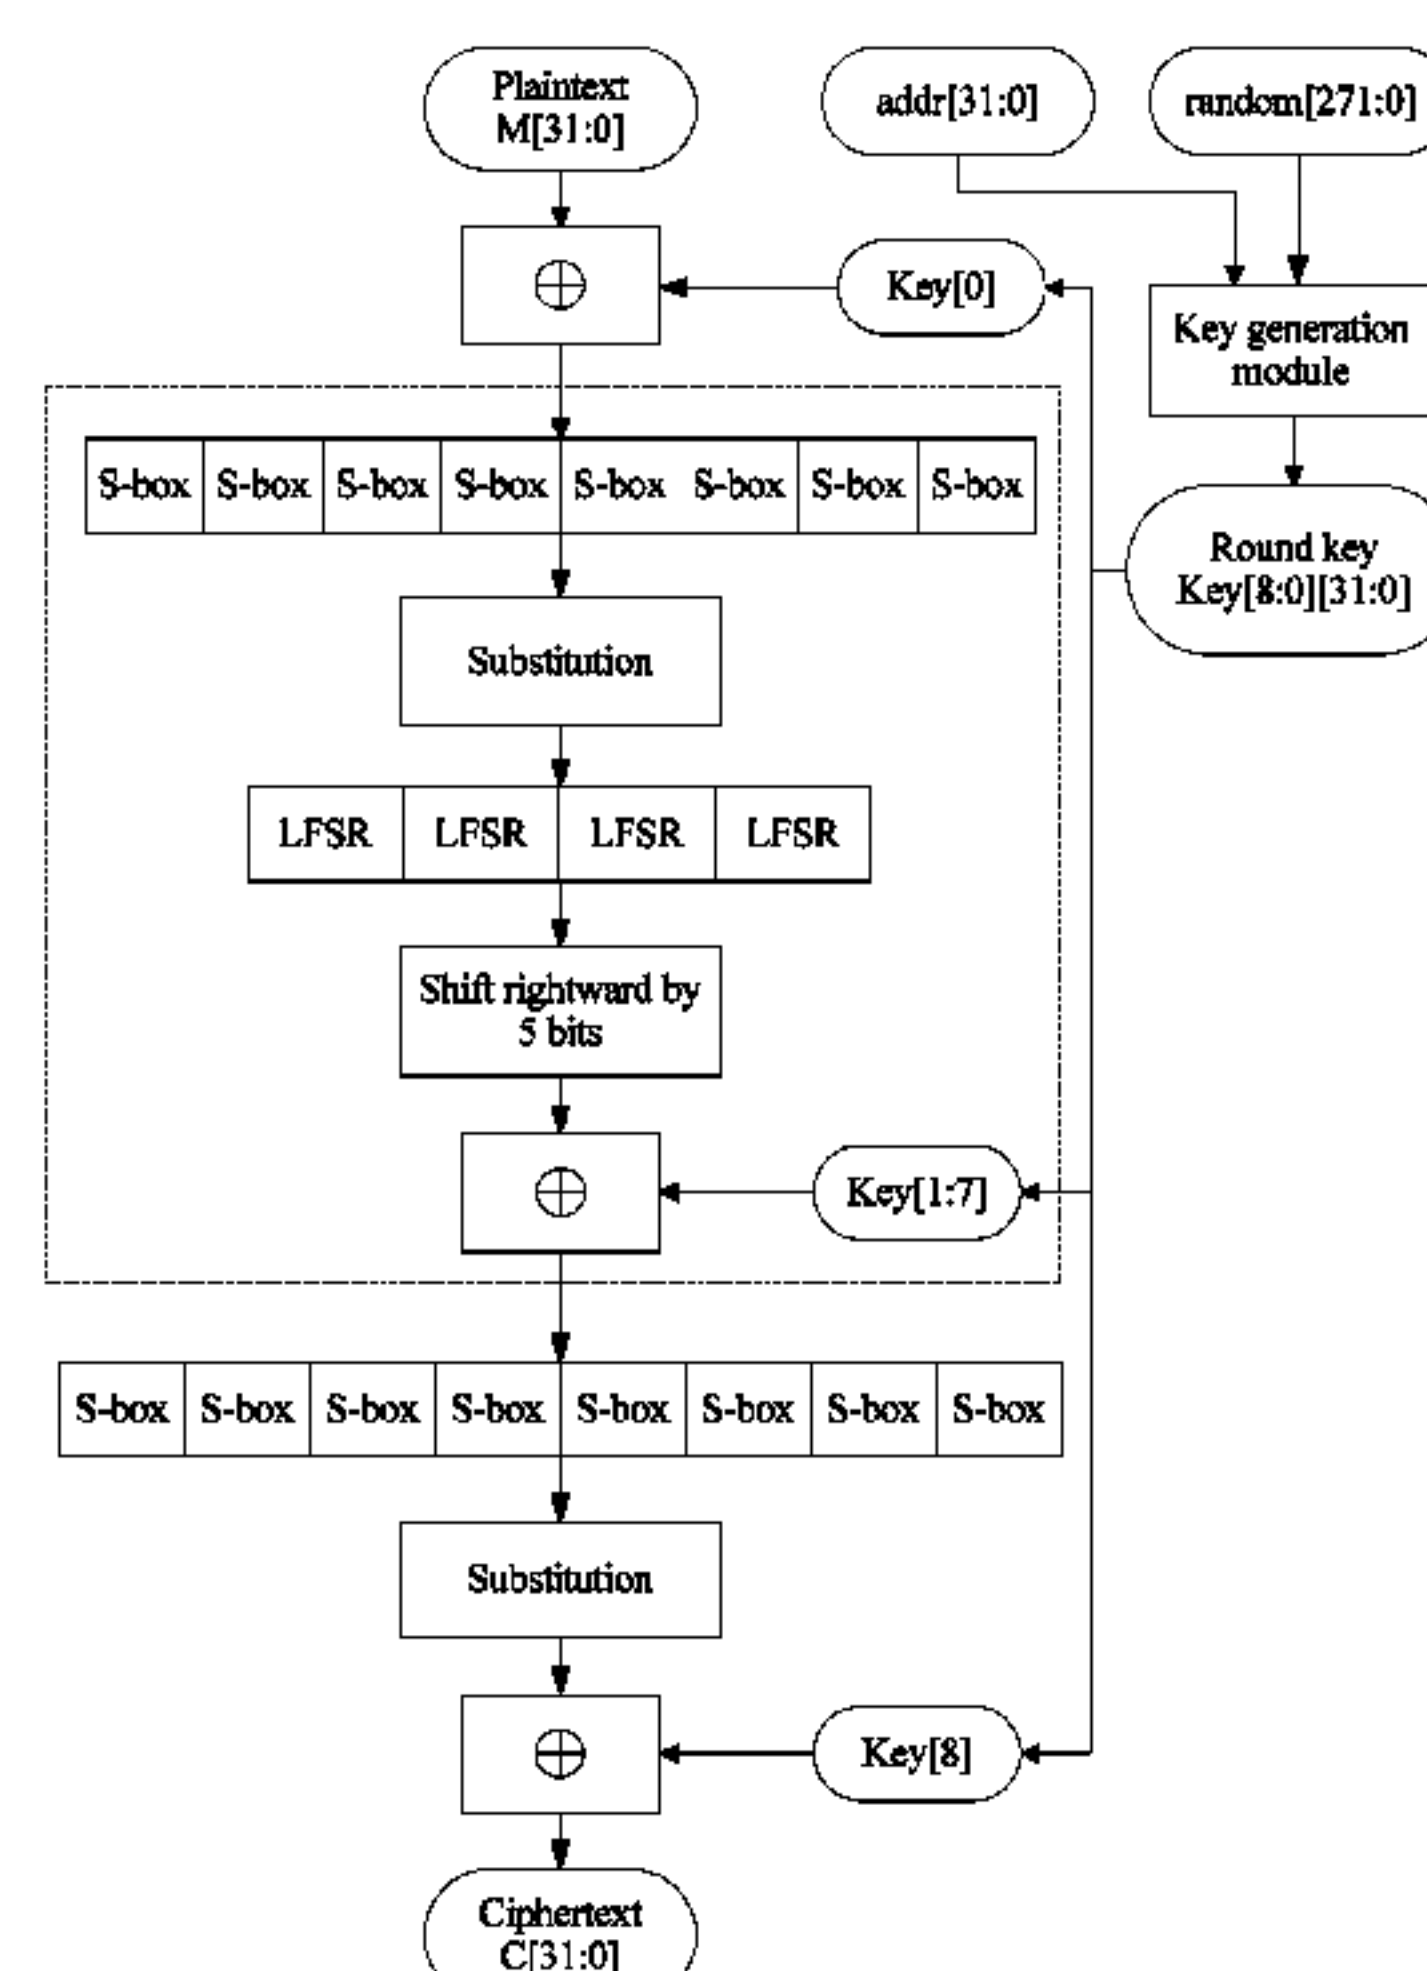 Plaintext
M[31:0]
addr[31:0]
random[271:0]
Key[0]
Key generation
module
S-box S-box S-box S-box S-box S-box S-box S-box
Round key
Key[8:0][31:0]
Substitution
LFSR LFSR LFSR LFSR
Shift rightward by
5 bits
Key[1:7]
S-box S-box S-box S-box S-box S-box S-box S-box
Substitution
Key[8]
Ciphertext
C[31:0]